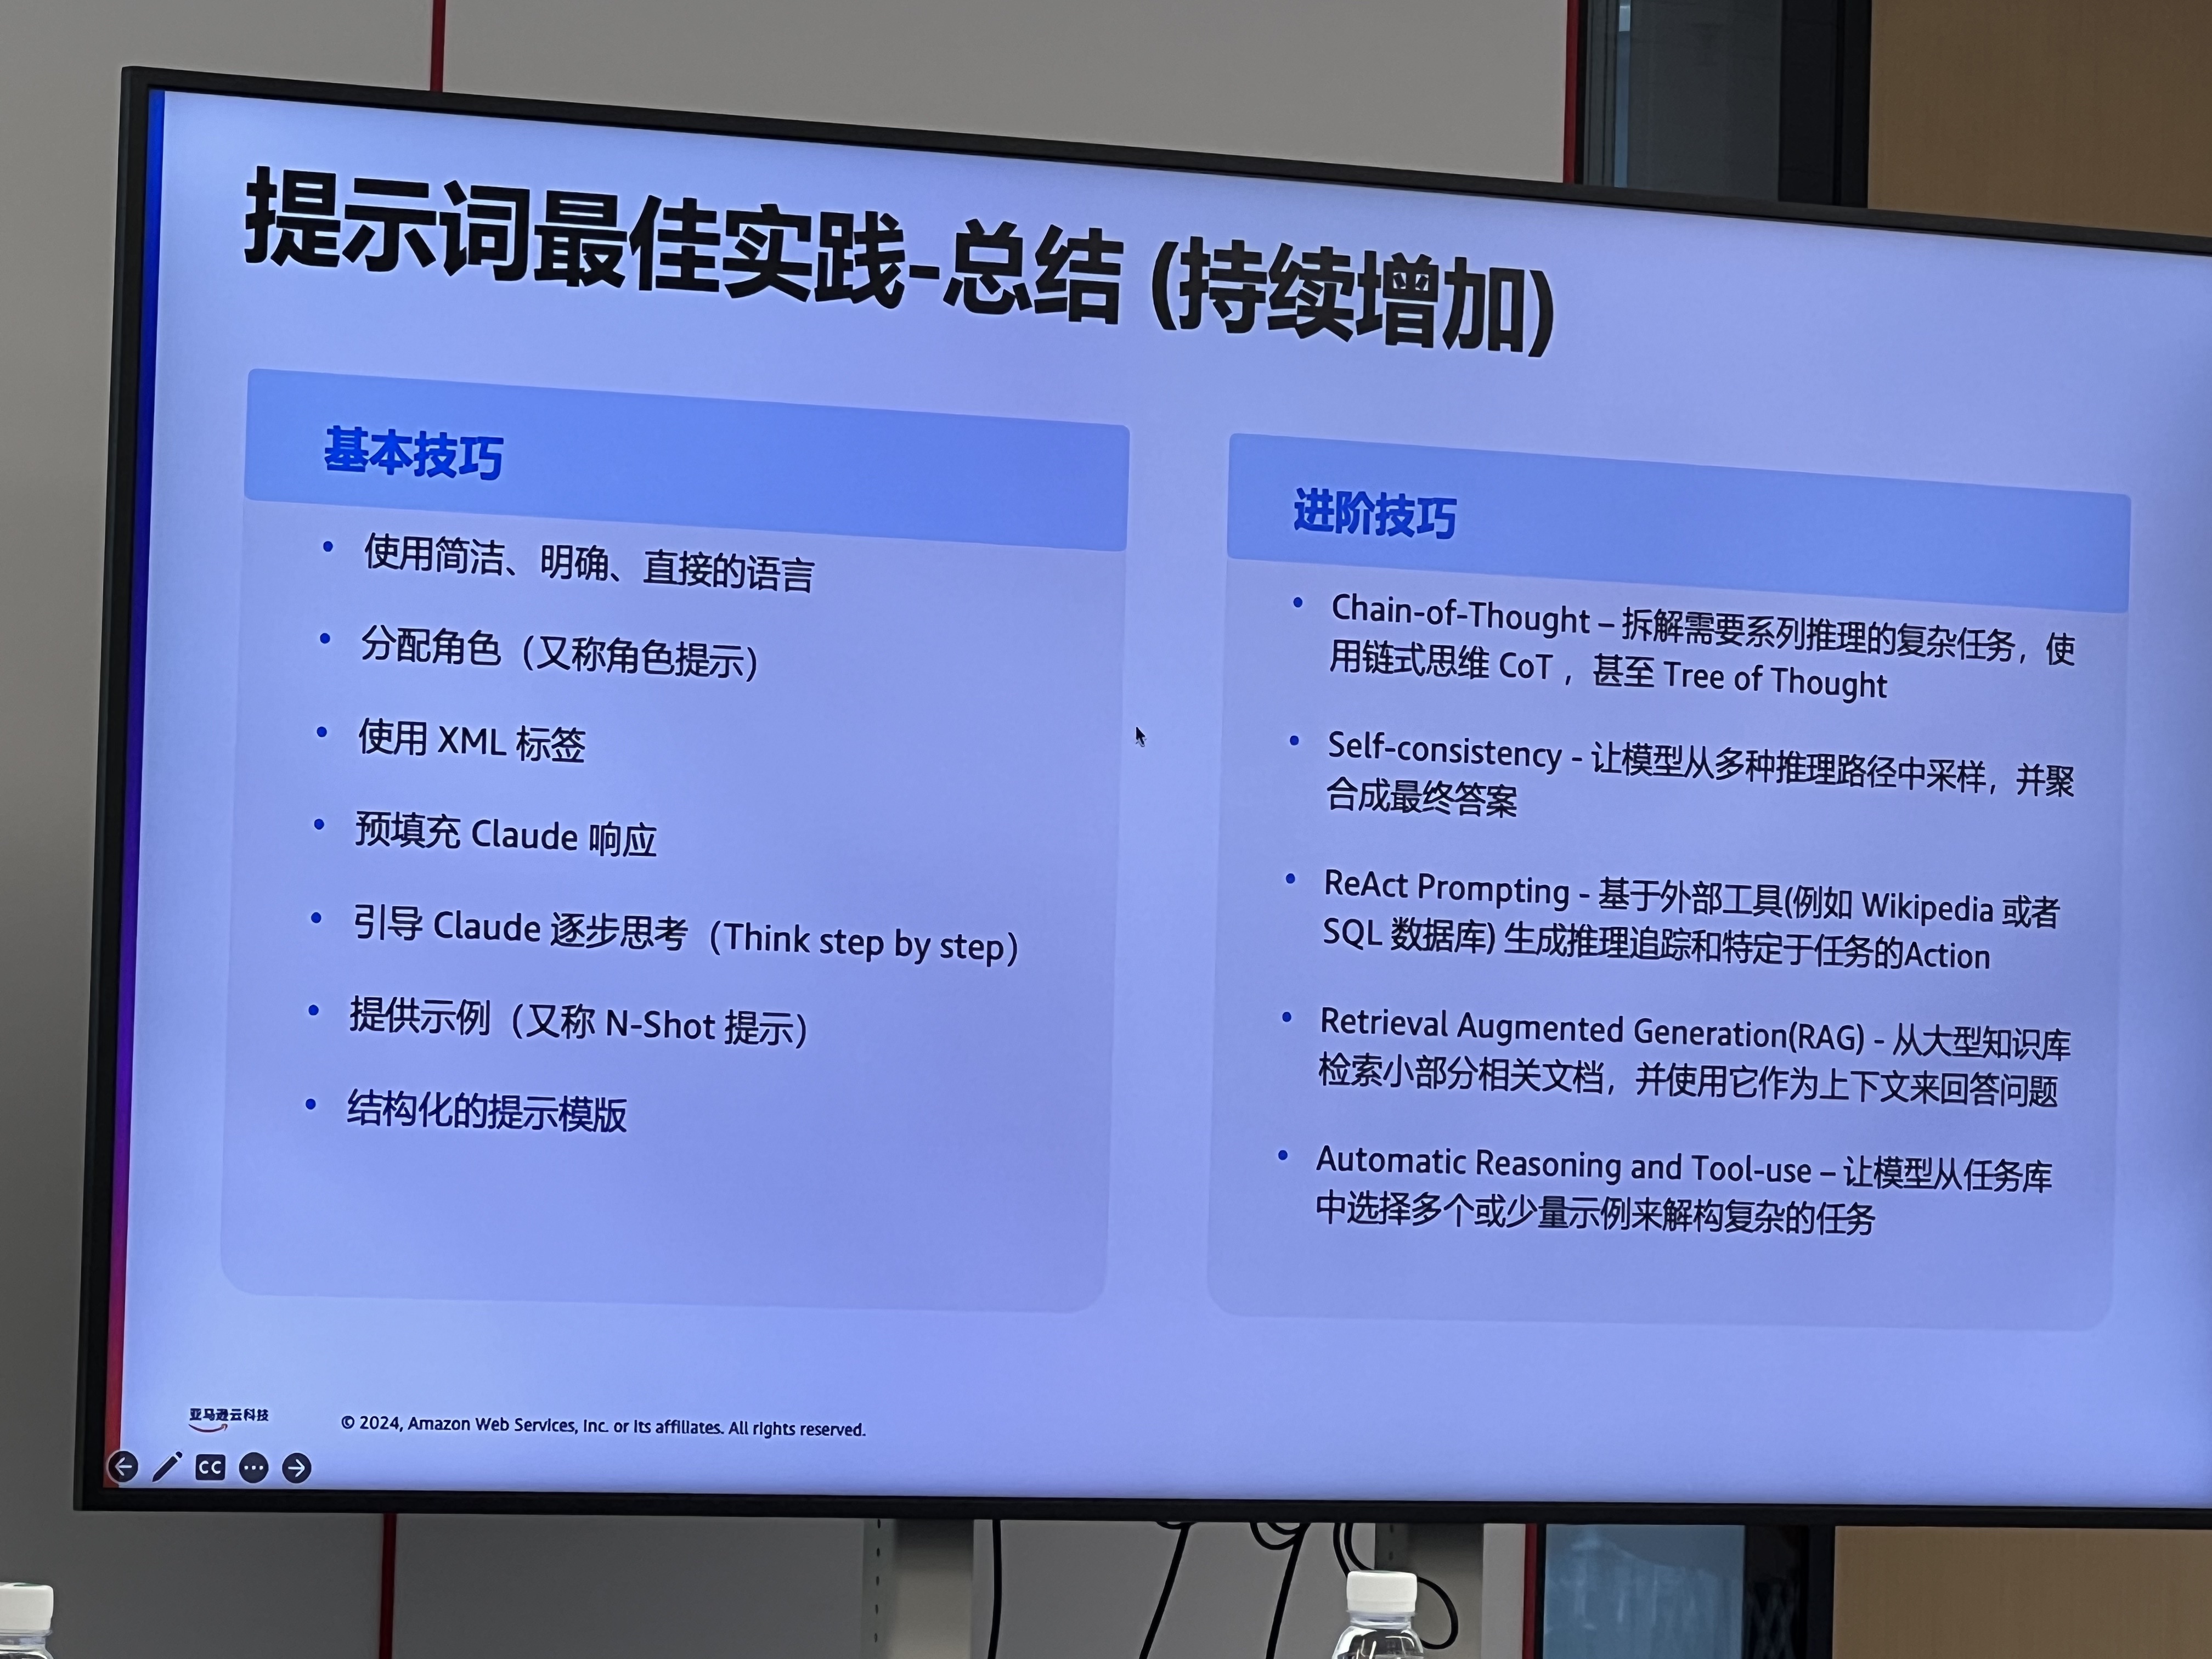 提示词最佳实践-总结 (持续增加)
基本技巧
• 使用简洁、明确、直接的语言
• 分配角色（又称角色提示）
• 使用 XML 标签
• 预填充 Claude 响应
• 引导 Claude 逐步思考（Think step by step）
• 提供示例（又称 N-Shot 提示）
• 结构化的提示模版
进阶技巧
• Chain-of-Thought – 拆解需要系列推理的复杂任务，使
用链式思维 CoT ，甚至 Tree of Thought
• Self-consistency - 让模型从多种推理路径中采样，并聚
合成最终答案
• ReAct Prompting - 基于外部工具(例如 Wikipedia 或者
SQL 数据库) 生成推理追踪和特定于任务的Action
• Retrieval Augmented Generation(RAG) - 从大型知识库
检索小部分相关文档，并使用它作为上下文来回答问题
• Automatic Reasoning and Tool-use – 让模型从任务库
中选择多个或少量示例来解构复杂的任务
亚马逊云科技
© 2024, Amazon Web Services, Inc. or its affiliates. All rights reserved.
CC